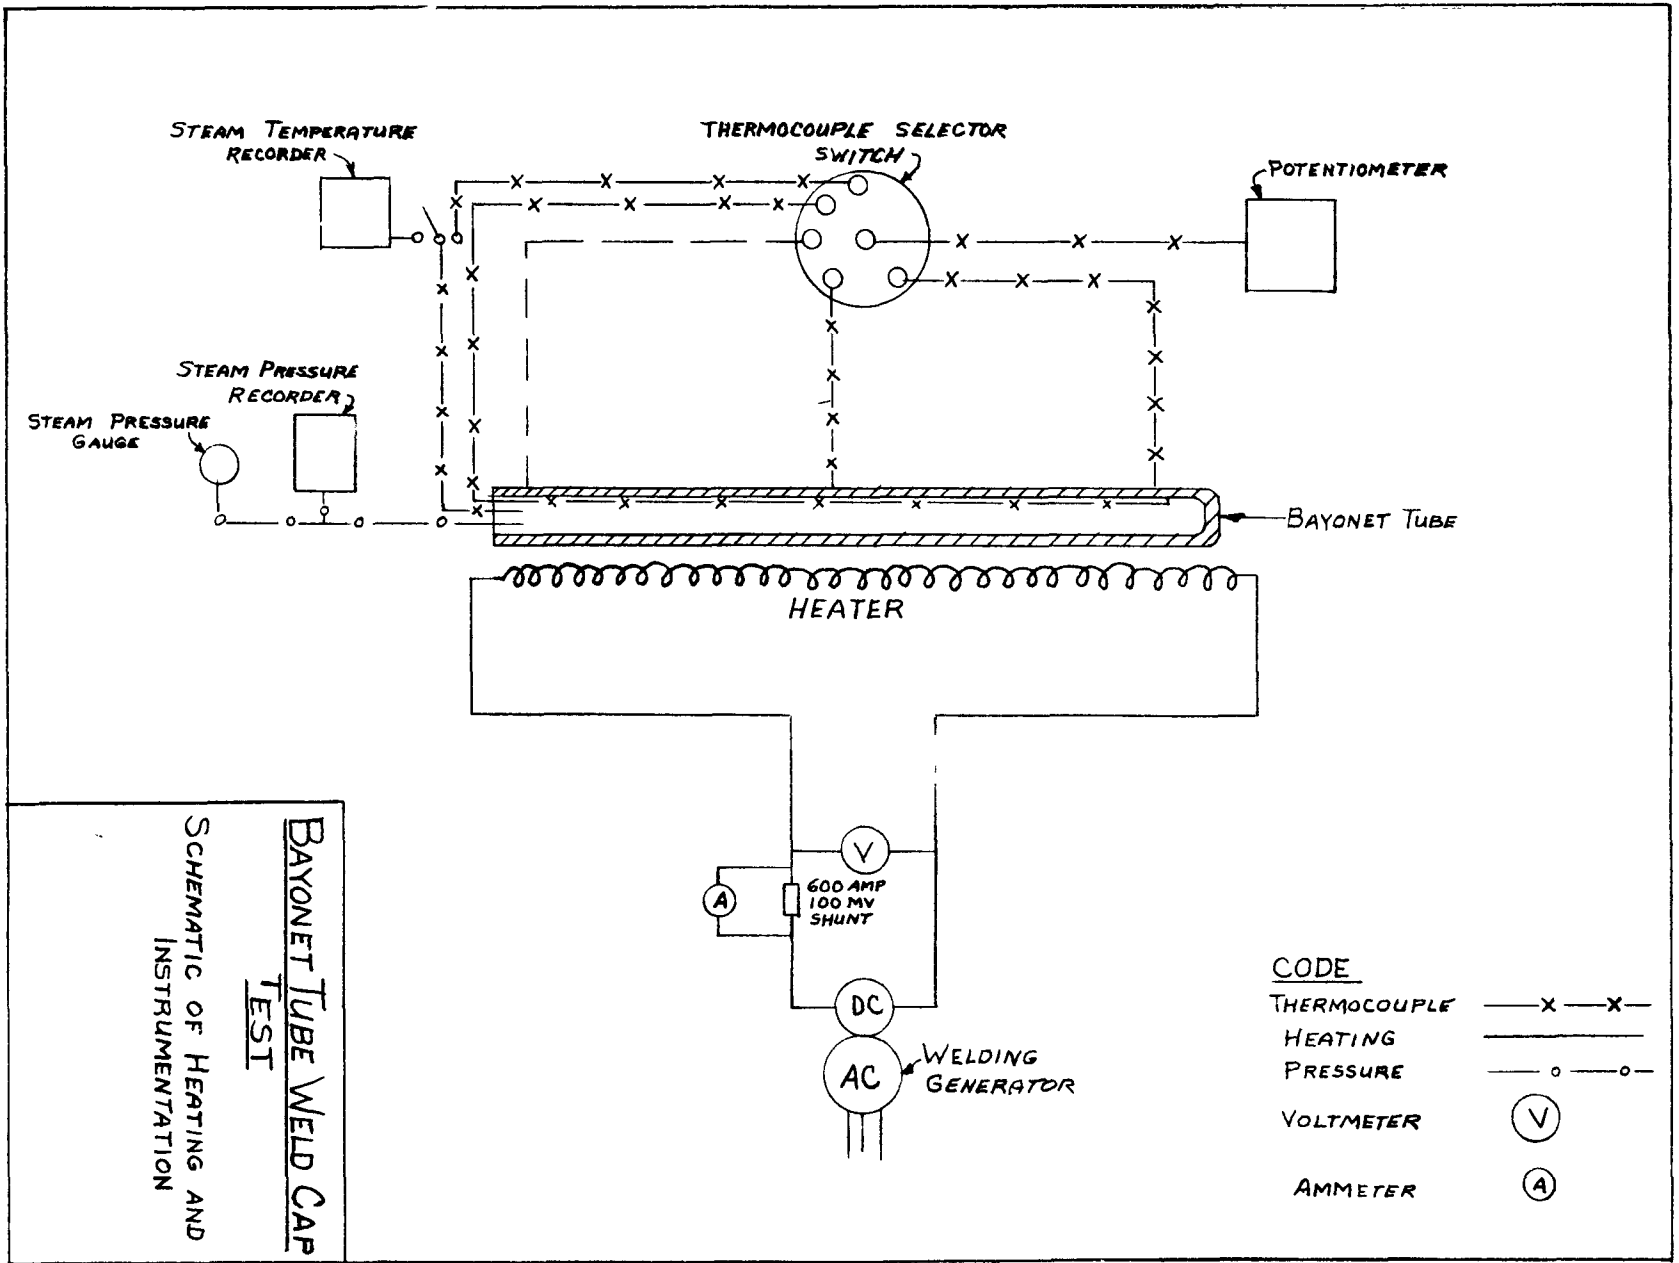 STEAM TEMPERATURE
RECORDER
THERMOCOUPLE SELECTOR
SWITCH
POTENTIOMETER
STEAM PRESSURE
RECORDER
STEAM PRESSURE
GAUGE
BAYONET TUBE
HEATER
V
A
600 AMP
100 MV
SHUNT
DC
AC
WELDING
GENERATOR
CODE
THERMOCOUPLE
HEATING
PRESSURE
VOLTMETER V
AMMETER A
BAYONET TUBE WELD CAP
TEST
SCHEMATIC OF HEATING AND
INSTRUMENTATION